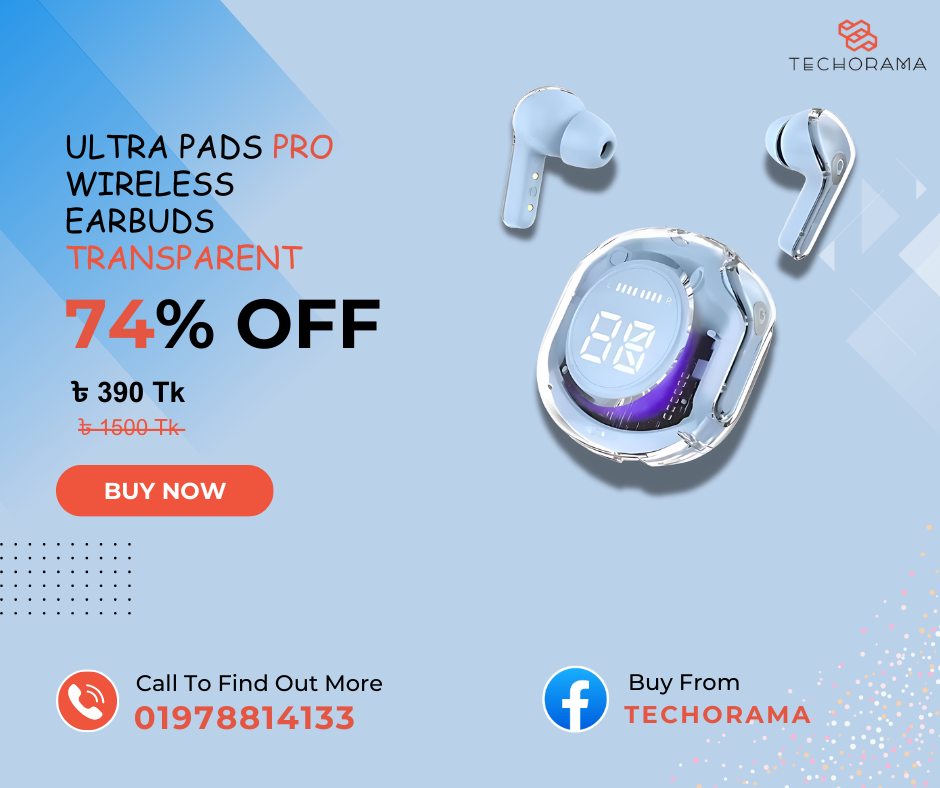 TECHORAMA
ULTRA PADS PRO
WIRELESS
EARBUDS
TRANSPARENT
74% OFF
৳ 390 Tk
৳ 1500 Tk
BUY NOW
88
Call To Find Out More
01978814133
Buy From
TECHORAMA